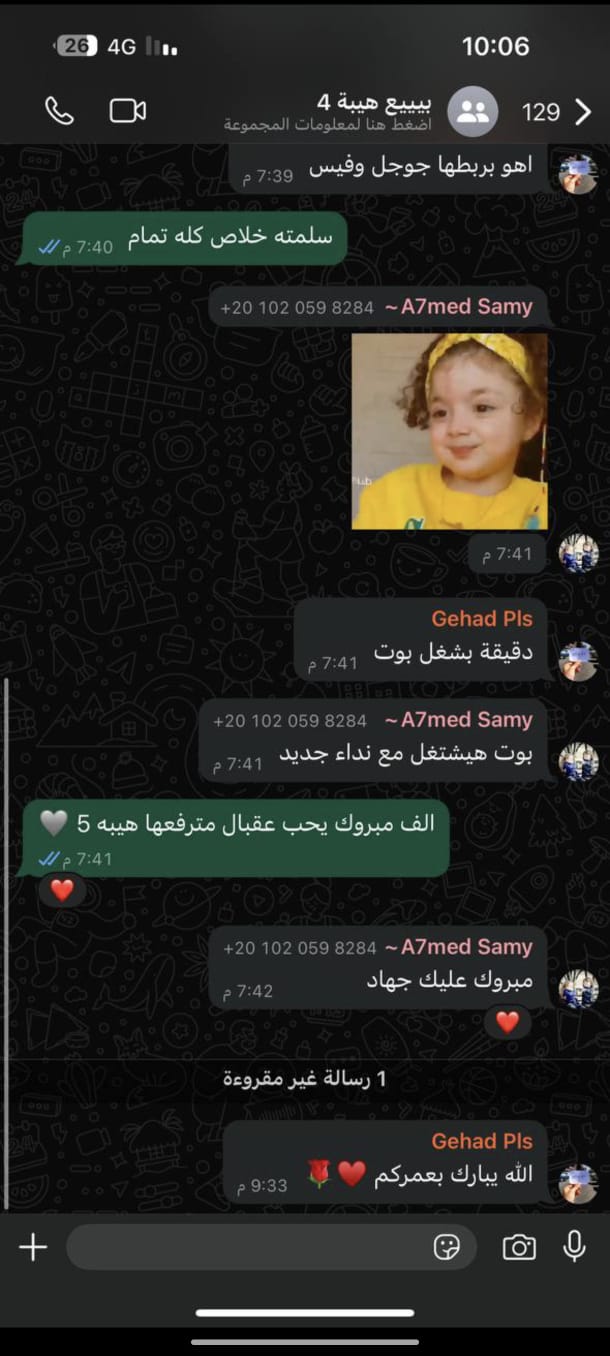 10:06
4G 26
129
بيييع هيبة 4
اضغط هنا لمعلومات المجموعة
اهو بربطها جوجل وفيس
7:39 م
سلمته خلاص كله تمام
7:40 م
~A7med Samy +20 102 059 8284
7:41 م
Gehad Pls
دقيقة بشغل بوت
7:41 م
~A7med Samy +20 102 059 8284
بوت هيشتغل مع نداء جديد
7:41 م
الف مبروك يحب عقبال مترفعها هيبه 5 🩶
7:41 م
❤️
~A7med Samy +20 102 059 8284
مبروك عليك جهاد
7:42 م
❤️
1 رسالة غير مقروءة
Gehad Pls
الله يبارك بعمركم ♥️🌹
9:33 م